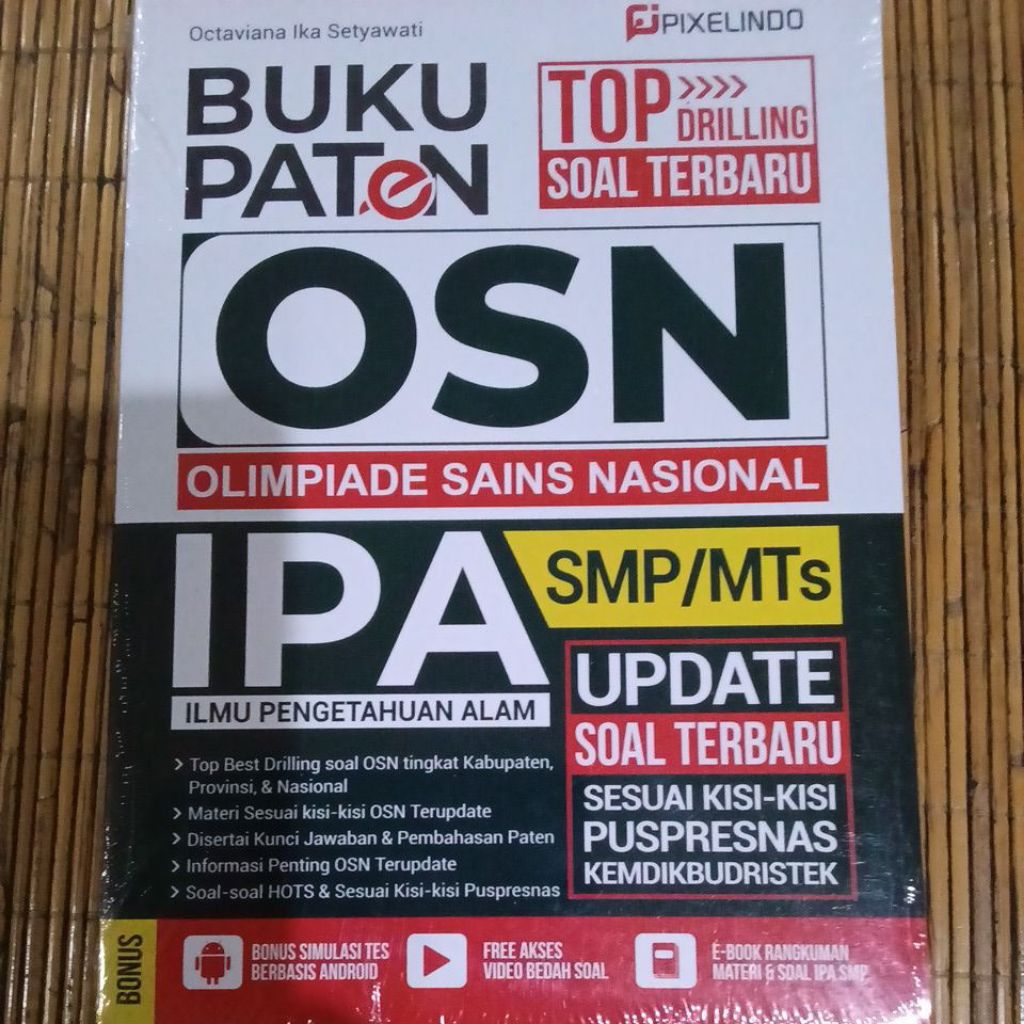 Octaviana Ika Setyawati
PIXELINDO
BUKU
PATeN
TOP >>>>
DRILLING
SOAL TERBARU
OSN
OLIMPIADE SAINS NASIONAL
IPA
SMP/MTs
ILMU PENGETAHUAN ALAM
UPDATE
SOAL TERBARU
SESUAI KISI-KISI
PUSPRESNAS
KEMDIKBUDRISTEK
> Top Best Drilling soal OSN tingkat Kabupaten,
Provinsi, & Nasional
> Materi Sesuai kisi-kisi OSN Terupdate
> Disertai Kunci Jawaban & Pembahasan Paten
> Informasi Penting OSN Terupdate
> Soal-soal HOTS & Sesuai Kisi-kisi Puspresnas
BONUS
BONUS SIMULASI TES
BERBASIS ANDROID
FREE AKSES
VIDEO BEDAH SOAL
E-BOOK RANGKUMAN
MATERI & SOAL IPA SMP